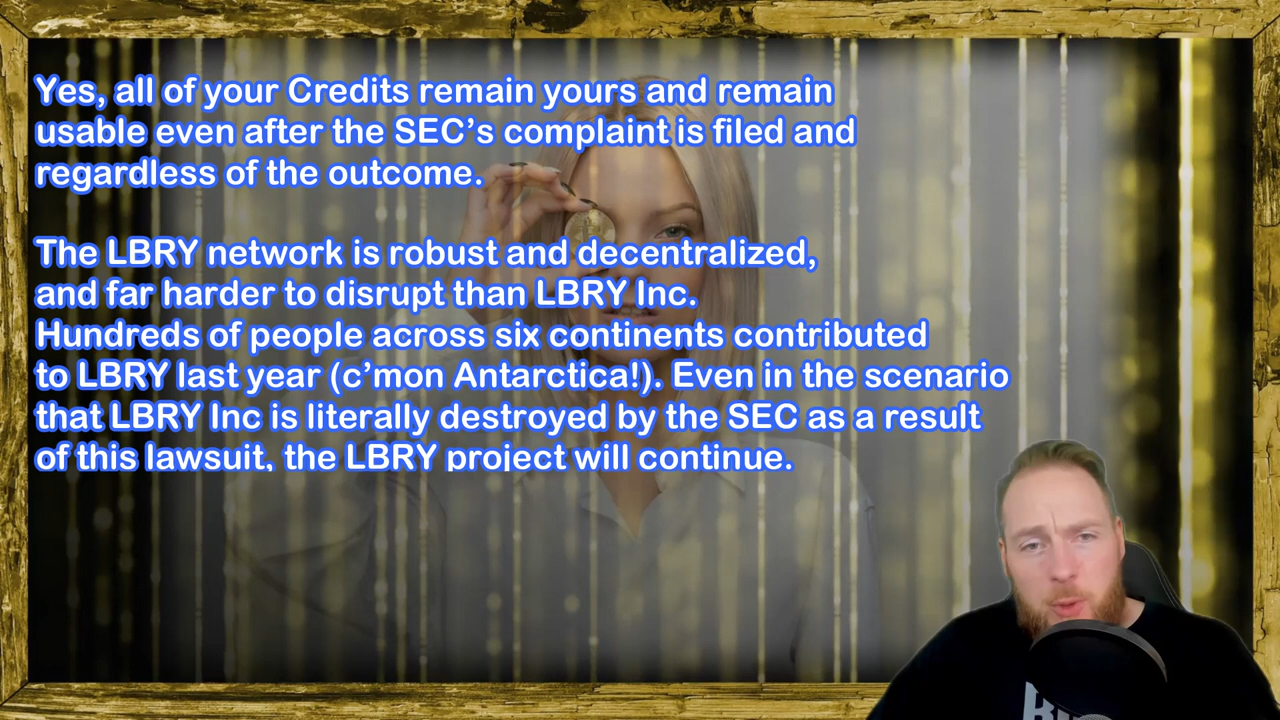 Yes, all of your Credits remain yours and remain
usable even after the SEC’s complaint is filed and
regardless of the outcome.
The LBRY network is robust and decentralized,
and far harder to disrupt than LBRY Inc.
Hundreds of people across six continents contributed
to LBRY last year (c’mon Antarctica!). Even in the scenario
that LBRY Inc is literally destroyed by the SEC as a result
of this lawsuit, the LBRY project will continue.